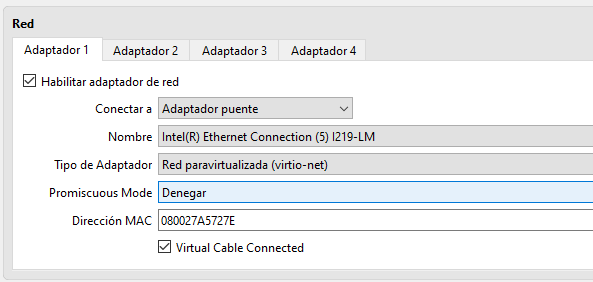 Red
Adaptador 1 Adaptador 2 Adaptador 3 Adaptador 4
Habilitar adaptador de red
Conectar a Adaptador puente
Nombre Intel(R) Ethernet Connection (5) I219-LM
Tipo de Adaptador Red paravirtualizada (virtio-net)
Promiscuous Mode Denegar
Dirección MAC 080027A5727E
Virtual Cable Connected